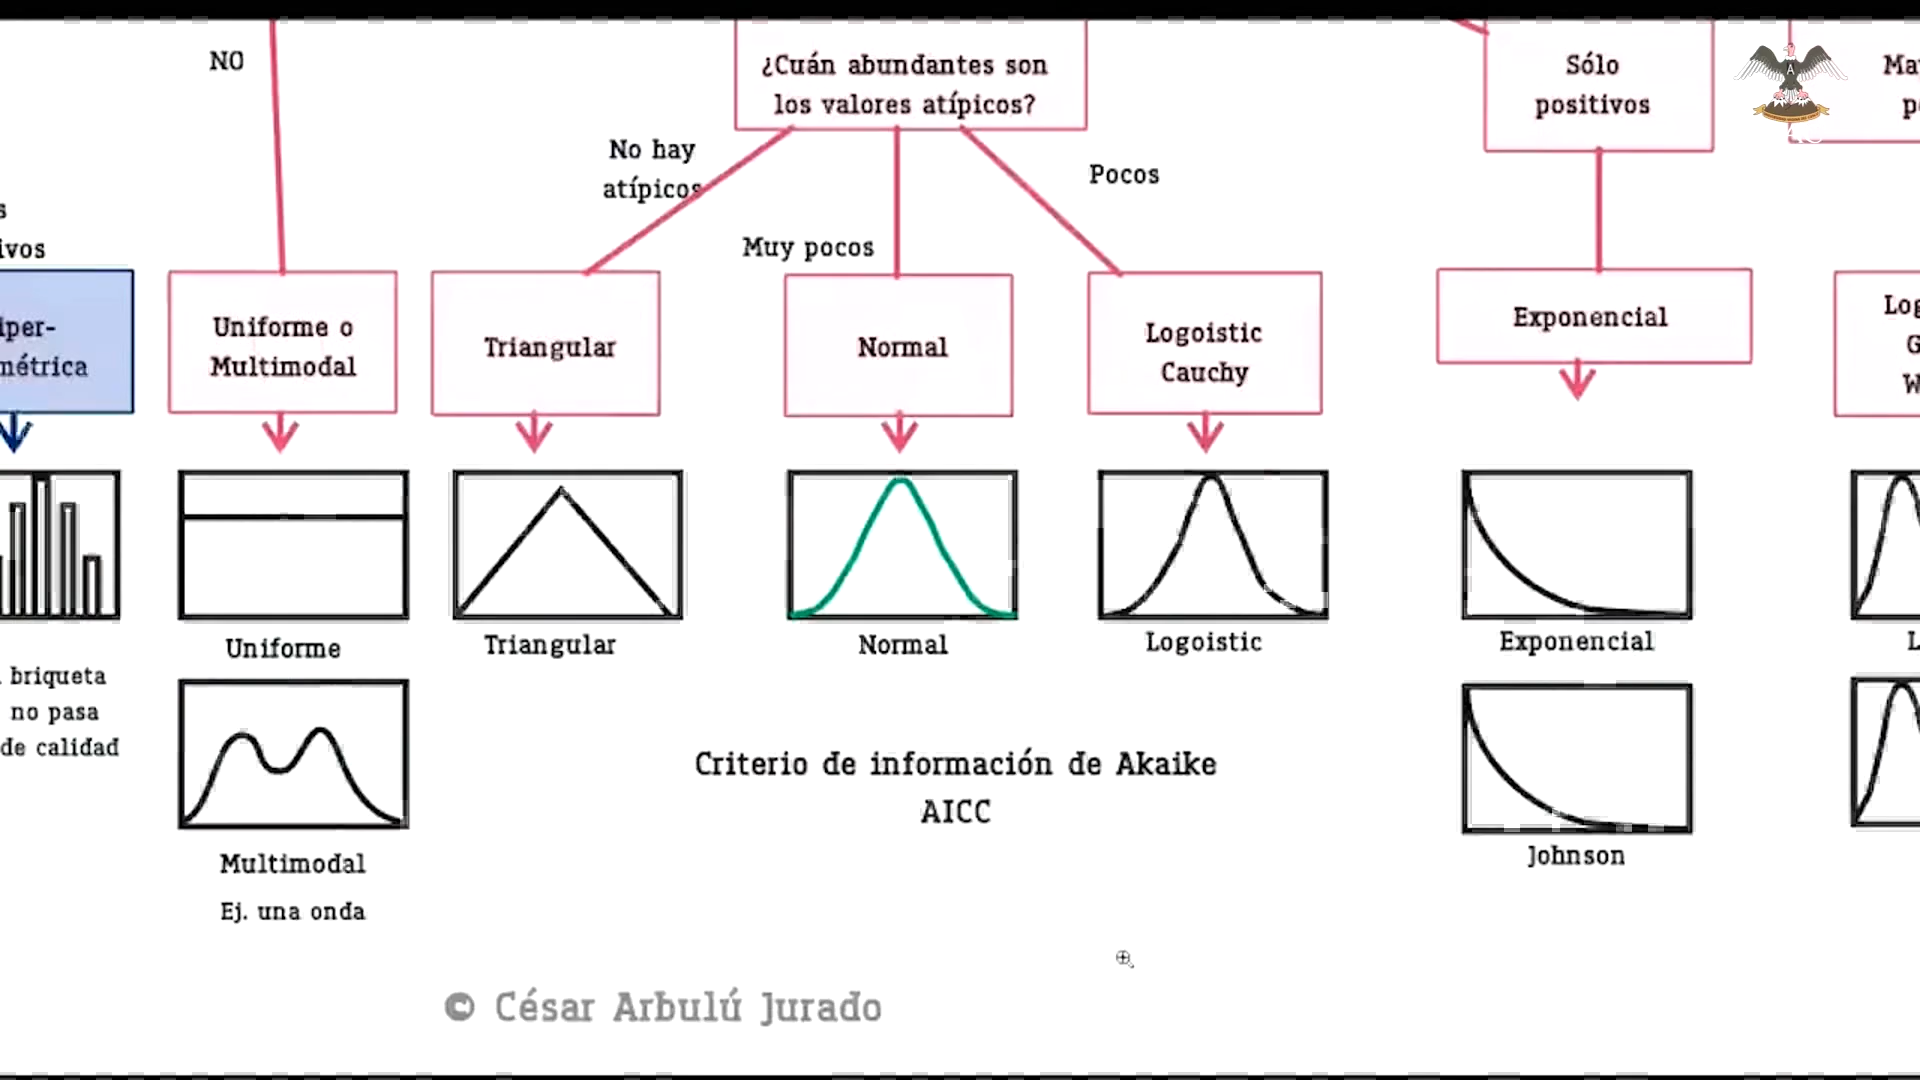 NO
¿Cuán abundantes son
los valores atípicos?
Sólo
positivos
No hay
atípicos
Muy pocos
Pocos
Uniforme o
Multimodal
Triangular
Normal
Logoistic
Cauchy
Exponencial
Uniforme
Triangular
Normal
Logoistic
Exponencial
briqueta
no pasa
de calidad
Multimodal
Ej. una onda
Criterio de información de Akaike
AICC
Johnson
© César Arbulú Jurado